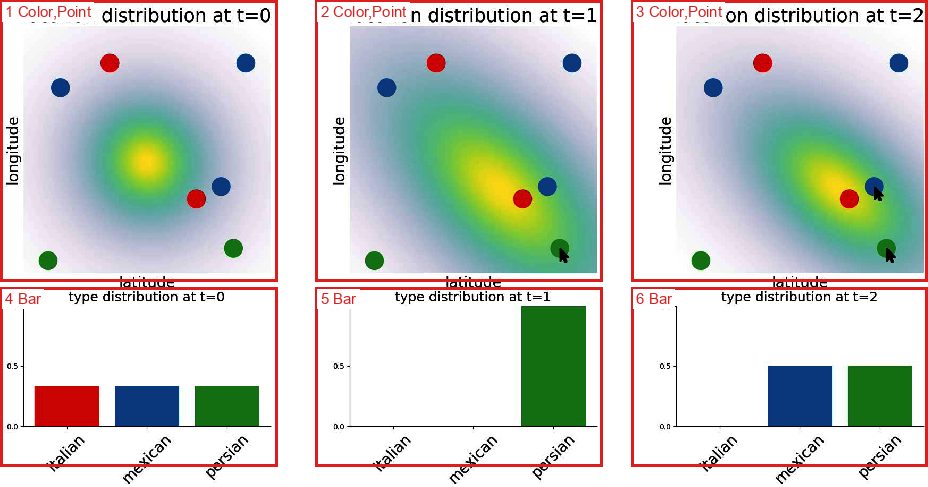 1 Color,Point
distribution at t=0
longitude
latitude
2 Color,Point
on distribution at t=1
longitude
latitude
3 Color,Point
on distribution at t=2
longitude
latitude
4 Bar
type distribution at t=0
0.5
0.0
italian
mexican
persian
5 Bar
type distribution at t=1
0.5
0.0
italian
mexican
persian
6 Bar
type distribution at t=2
0.5
0.0
italian
mexican
persian